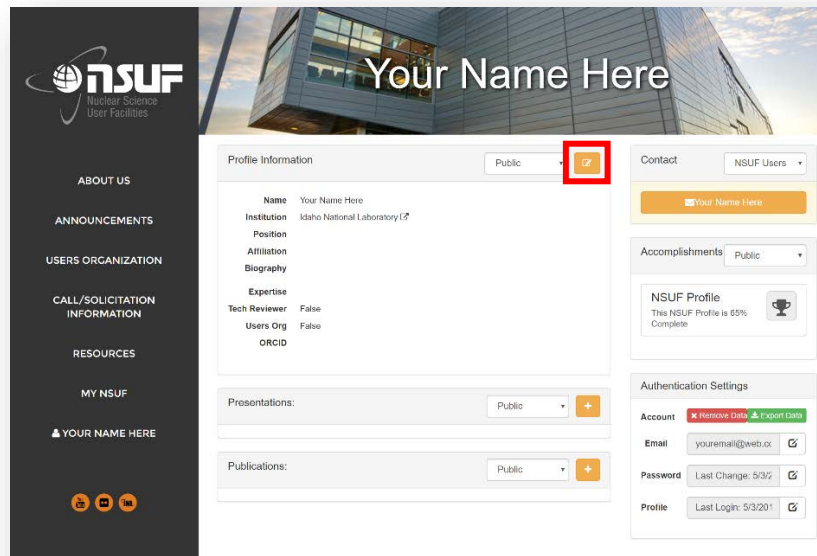 nsuf
Nuclear Science
User Facilities
ABOUT US
ANNOUNCEMENTS
USERS ORGANIZATION
CALL/SOLICITATION
INFORMATION
RESOURCES
MY NSUF
YOUR NAME HERE
Your Name Here
Profile Information
Public
Name Your Name Here
Institution Idaho National Laboratory
Position
Affiliation
Biography
Expertise
Tech Reviewer False
Users Org False
ORCID
Presentations:
Public
+
Publications:
Public
+
Contact
NSUF Users
Your Name Here
Accomplishments
Public
NSUF Profile
This NSUF Profile is 65%
Complete
Authentication Settings
Account Remove Data Export Data
Email youremail@web.cc
Password Last Change: 5/3/2
Profile Last Login: 5/3/201